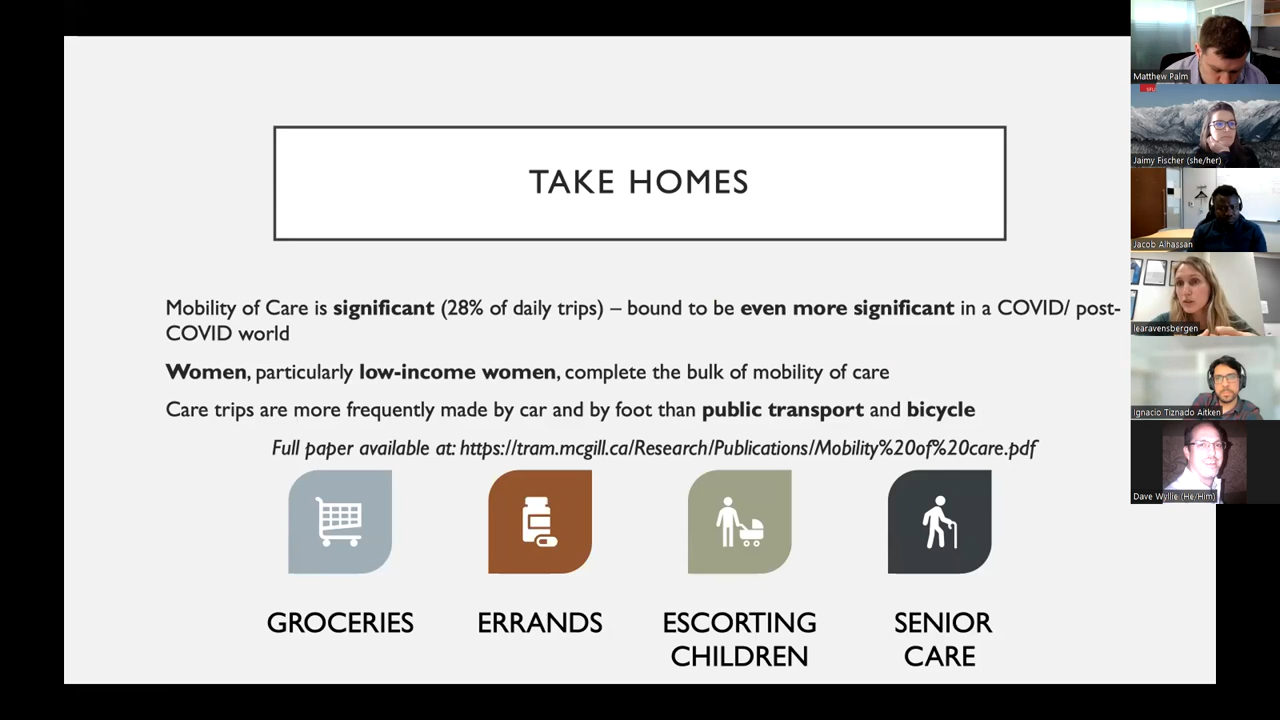 TAKE HOMES
Mobility of Care is significant (28% of daily trips) – bound to be even more significant in a COVID/ post-
COVID world
Women, particularly low-income women, complete the bulk of mobility of care
Care trips are more frequently made by car and by foot than public transport and bicycle
Full paper available at: https://tram.mcgill.ca/Research/Publications/Mobility%20of%20care.pdf
GROCERIES
ERRANDS
ESCORTING
CHILDREN
SENIOR
CARE
Matthew Palm
SFU
Jaimy Fischer (she/her)
Jacob Alhassan
learavensbergen
Ignacio Tiznado Aitken
Dave Wyllie (He/Him)